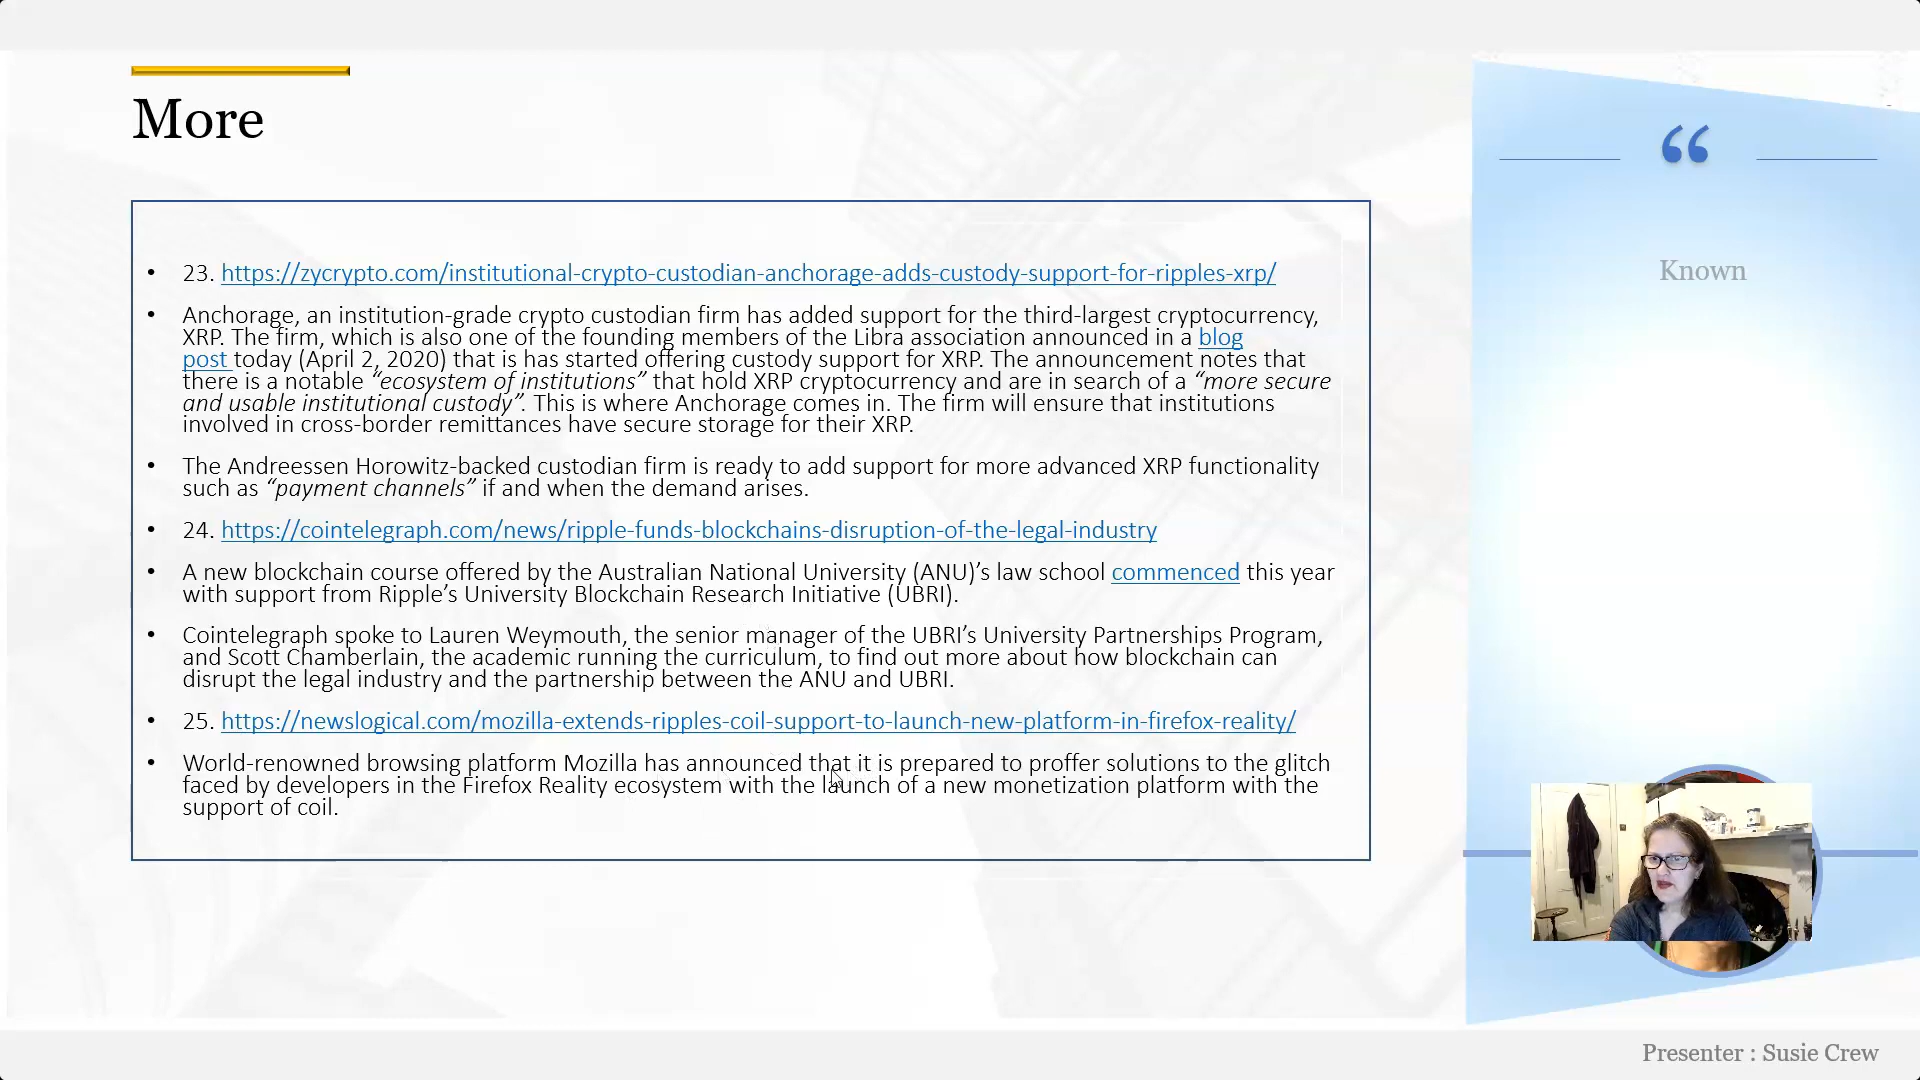 More
• 23. https://zycrypto.com/institutional-crypto-custodian-anchorage-adds-custody-support-for-ripples-xrp/
• Anchorage, an institution-grade crypto custodian firm has added support for the third-largest cryptocurrency,
XRP. The firm, which is also one of the founding members of the Libra association announced in a blog
post today (April 2, 2020) that is has started offering custody support for XRP. The announcement notes that
there is a notable “ecosystem of institutions” that hold XRP cryptocurrency and are in search of a “more secure
and usable institutional custody”. This is where Anchorage comes in. The firm will ensure that institutions
involved in cross-border remittances have secure storage for their XRP.
• The Andreessen Horowitz-backed custodian firm is ready to add support for more advanced XRP functionality
such as “payment channels” if and when the demand arises.
• 24. https://cointelegraph.com/news/ripple-funds-blockchains-disruption-of-the-legal-industry
• A new blockchain course offered by the Australian National University (ANU)’s law school commenced this year
with support from Ripple’s University Blockchain Research Initiative (UBRI).
• Cointelegraph spoke to Lauren Weymouth, the senior manager of the UBRI’s University Partnerships Program,
and Scott Chamberlain, the academic running the curriculum, to find out more about how blockchain can
disrupt the legal industry and the partnership between the ANU and UBRI.
• 25. https://newslogical.com/mozilla-extends-ripples-coil-support-to-launch-new-platform-in-firefox-reality/
• World-renowned browsing platform Mozilla has announced that it is prepared to proffer solutions to the glitch
faced by developers in the Firefox Reality ecosystem with the launch of a new monetization platform with the
support of coil.
“
Known
Presenter : Susie Crew